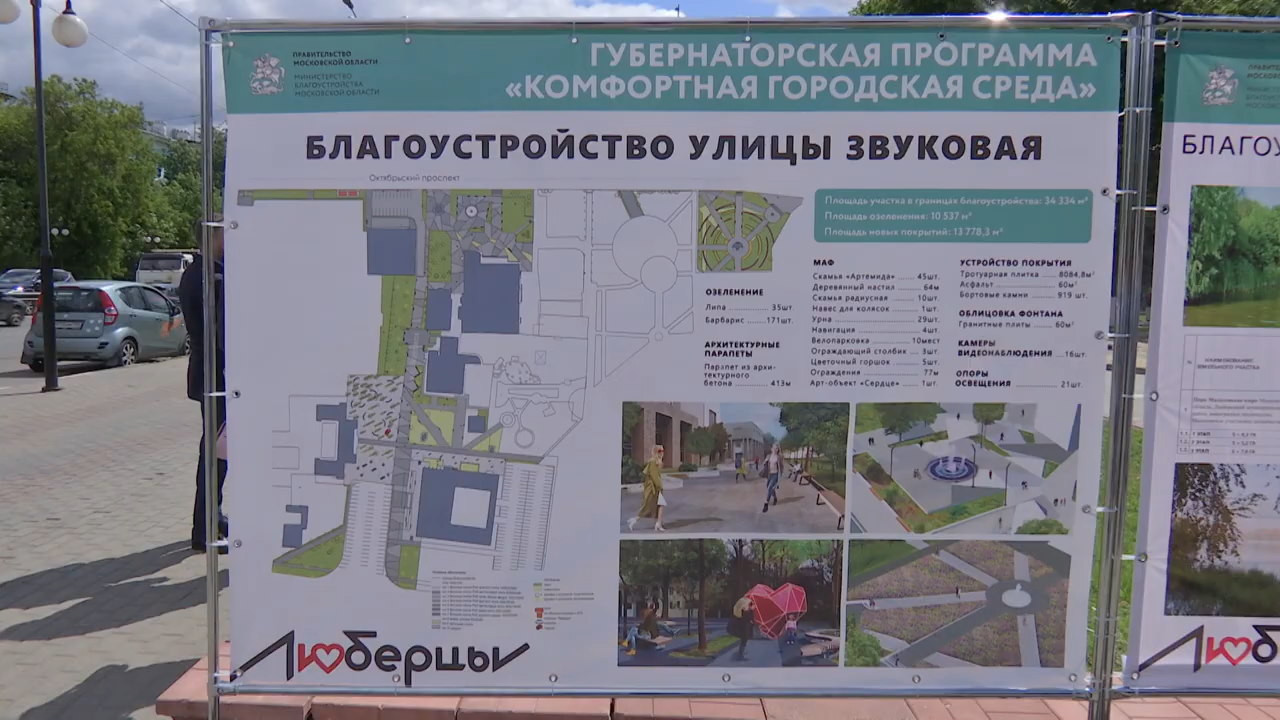 ПРАВИТЕЛЬСТВО
МОСКОВСКОЙ ОБЛАСТИ
МИНИСТЕРСТВО
БЛАГОУСТРОЙСТВА
МОСКОВСКОЙ ОБЛАСТИ
ГУБЕРНАТОРСКАЯ ПРОГРАММА
«КОМФОРТНАЯ ГОРОДСКАЯ СРЕДА»
БЛАГОУСТРОЙСТВО УЛИЦЫ ЗВУКОВАЯ
Октябрьский проспект
Площадь участка в границах благоустройства: 34 334 м²
Площадь озеленения: 10 537 м²
Площадь новых покрытий: 13 778,3 м²
ОЗЕЛЕНЕНИЕ
Липа 35шт.
Барбарис 171шт.
АРХИТЕКТУРНЫЕ
ПАРАПЕТЫ
Парапет из архи-
тектурного
бетона 413м
МАФ
Скамья «Артемида» 45шт.
Деревянный настил 64м
Скамья радиусная 10шт.
Навес для колясок 1шт.
Урна 29шт.
Навигация 4шт.
Велопарковка 10мест
Ограждающий столбик 3шт.
Цветочный горшок 5шт.
Ограждения 77м
Арт-объект «Сердце» 1шт.
УСТРОЙСТВО ПОКРЫТИЯ
Тротуарная плитка 8084,8м²
Асфальт 60м²
Бортовые камни 919 шт.
ОБЛИЦОВКА ФОНТАНА
Гранитные плиты 60м²
КАМЕРЫ
ВИДЕОНАБЛЮДЕНИЯ 16шт.
ОПОРЫ
ОСВЕЩЕНИЯ 21шт.
Люберцы
БЛАГОУ